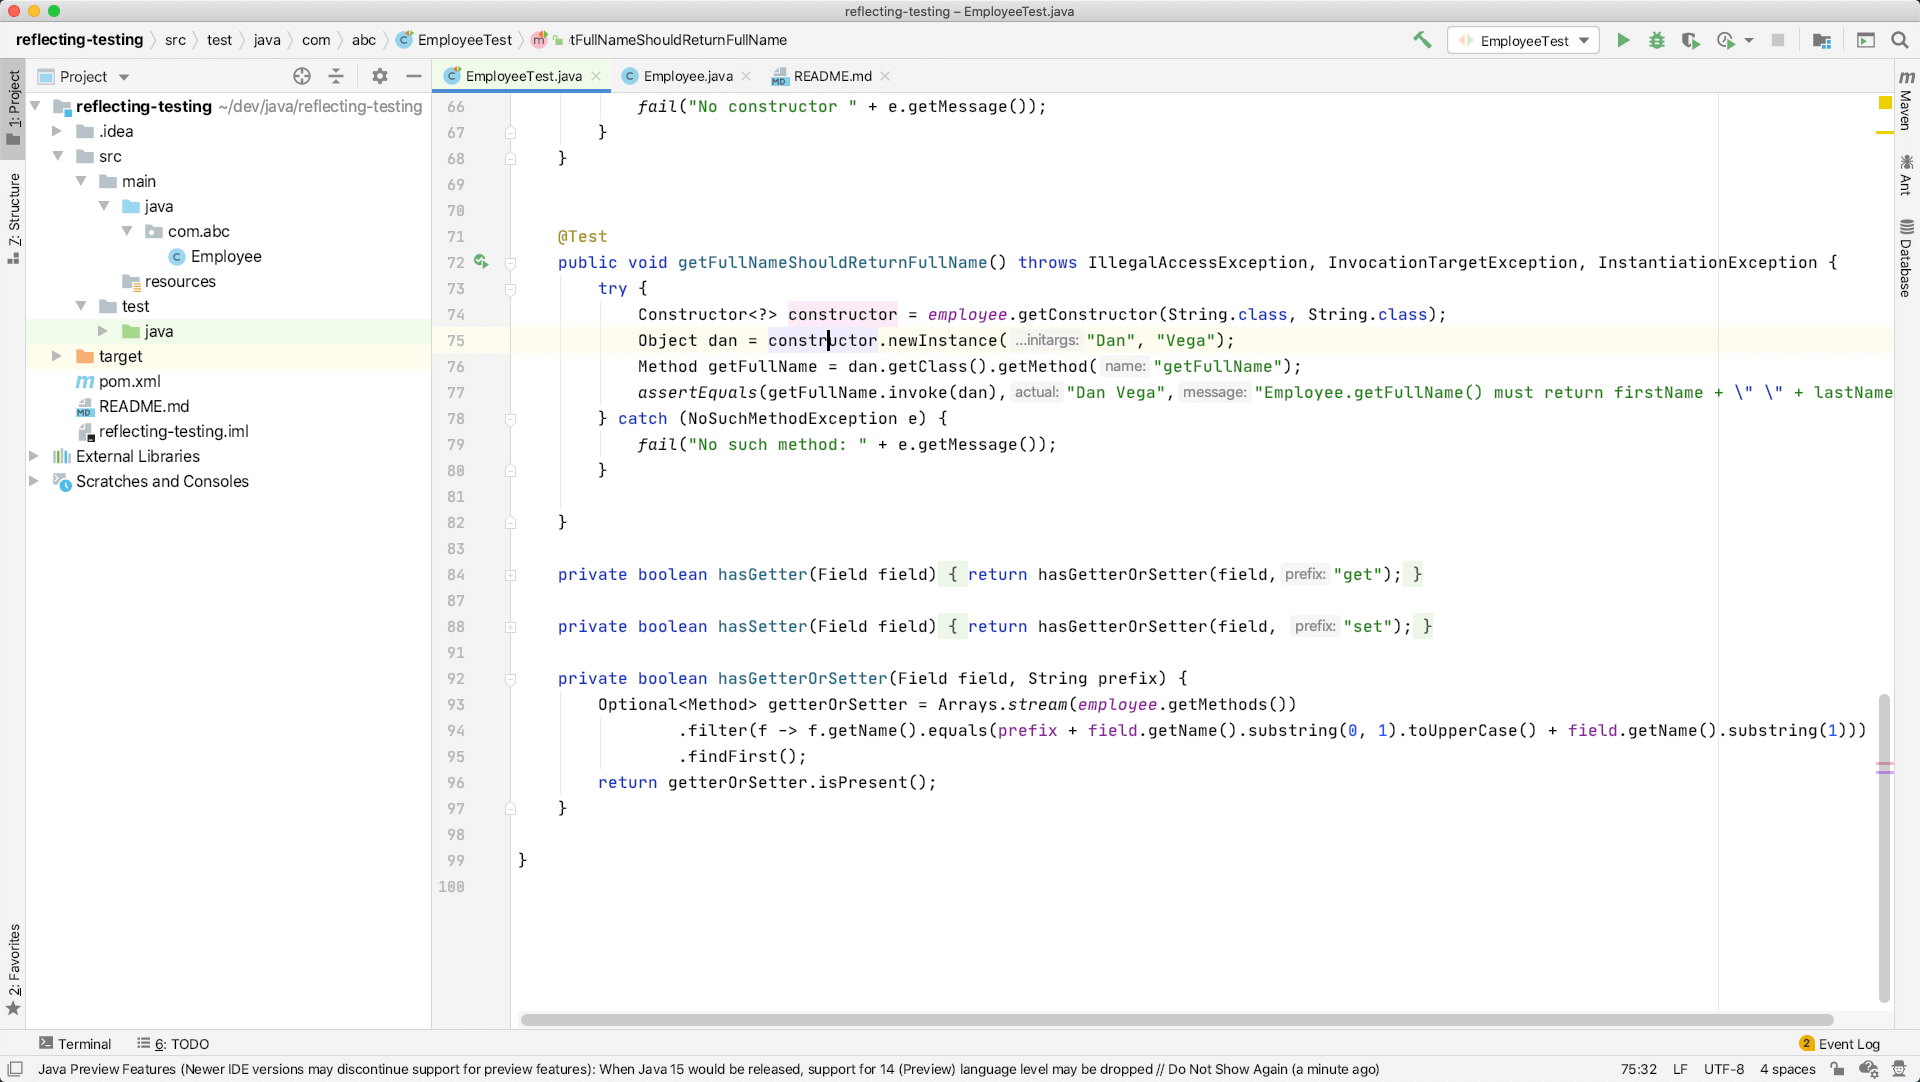 reflecting-testing – EmployeeTest.java
reflecting-testing src test java com abc EmployeeTest tFullNameShouldReturnFullName EmployeeTest
Project EmployeeTest.java Employee.java README.md
1: Project
Z: Structure
2: Favorites
reflecting-testing ~/dev/java/reflecting-testing
.idea
src
main
java
com.abc
Employee
resources
test
java
target
pom.xml
README.md
reflecting-testing.iml
External Libraries
Scratches and Consoles
66 fail("No constructor " + e.getMessage());
67 }
68 }
69
70
71 @Test
72 public void getFullNameShouldReturnFullName() throws IllegalAccessException, InvocationTargetException, InstantiationException {
73 try {
74 Constructor<?> constructor = employee.getConstructor(String.class, String.class);
75 Object dan = constructor.newInstance( ...initargs: "Dan", "Vega");
76 Method getFullName = dan.getClass().getMethod( name: "getFullName");
77 assertEquals(getFullName.invoke(dan), actual: "Dan Vega", message: "Employee.getFullName() must return firstName + \" \" + lastName
78 } catch (NoSuchMethodException e) {
79 fail("No such method: " + e.getMessage());
80 }
81
82 }
83
84 private boolean hasGetter(Field field) { return hasGetterOrSetter(field, prefix: "get"); }
87
88 private boolean hasSetter(Field field) { return hasGetterOrSetter(field, prefix: "set"); }
91
92 private boolean hasGetterOrSetter(Field field, String prefix) {
93 Optional<Method> getterOrSetter = Arrays.stream(employee.getMethods())
94 .filter(f -> f.getName().equals(prefix + field.getName().substring(0, 1).toUpperCase() + field.getName().substring(1)))
95 .findFirst();
96 return getterOrSetter.isPresent();
97 }
98
99 }
100
Maven
Ant
Database
Terminal 6: TODO 2 Event Log
Java Preview Features (Newer IDE versions may discontinue support for preview features): When Java 15 would be released, support for 14 (Preview) language level may be dropped // Do Not Show Again (a minute ago) 75:32 LF UTF-8 4 spaces